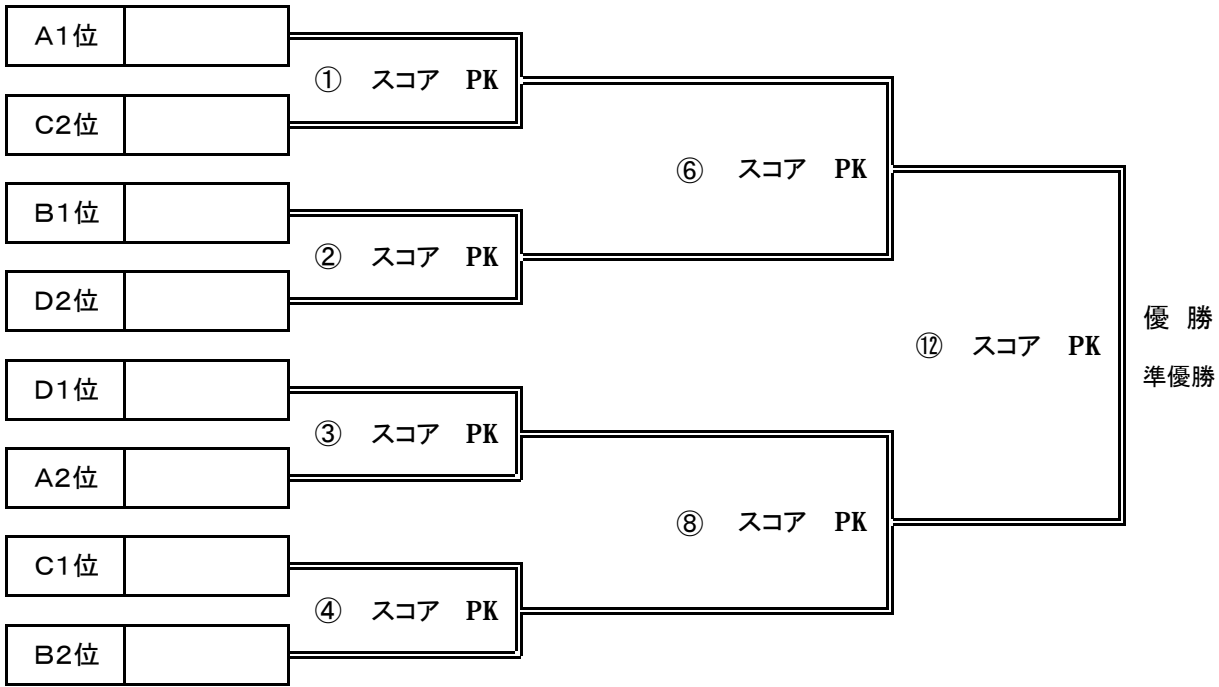 A1位
① スコア PK
C2位
⑥ スコア PK
B1位
② スコア PK
D2位
優 勝
⑫ スコア PK
準優勝
D1位
③ スコア PK
A2位
⑧ スコア PK
C1位
④ スコア PK
B2位